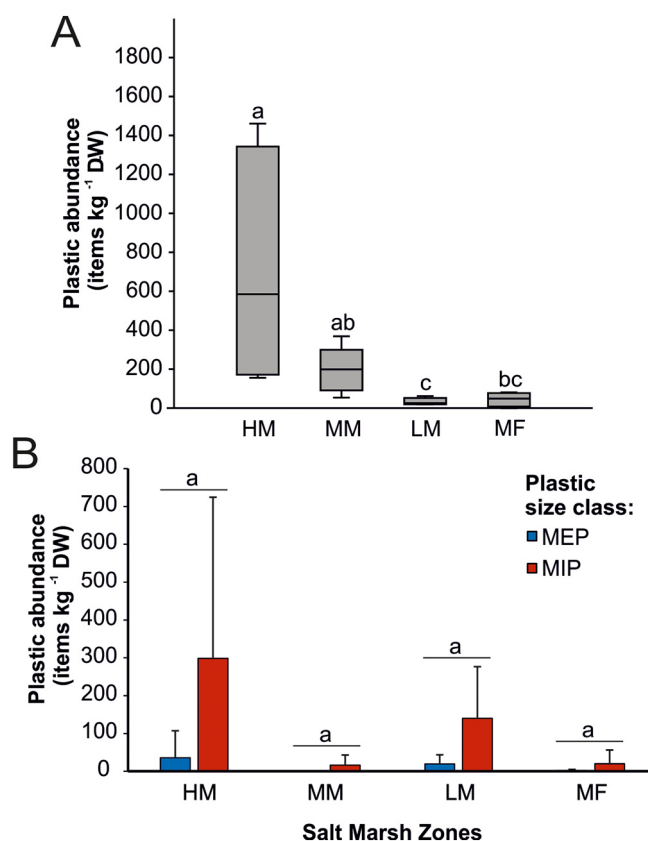 A
Plastic abundance
(items kg -1 DW)
1800
1600
1400
1200
1000
800
600
400
200
0
a
ab
c
bc
HM MM LM MF
B
Plastic abundance
(items kg -1 DW)
800
700
600
500
400
300
200
100
0
a
a
a
a
Plastic
size class:
MEP
MIP
HM MM LM MF
Salt Marsh Zones